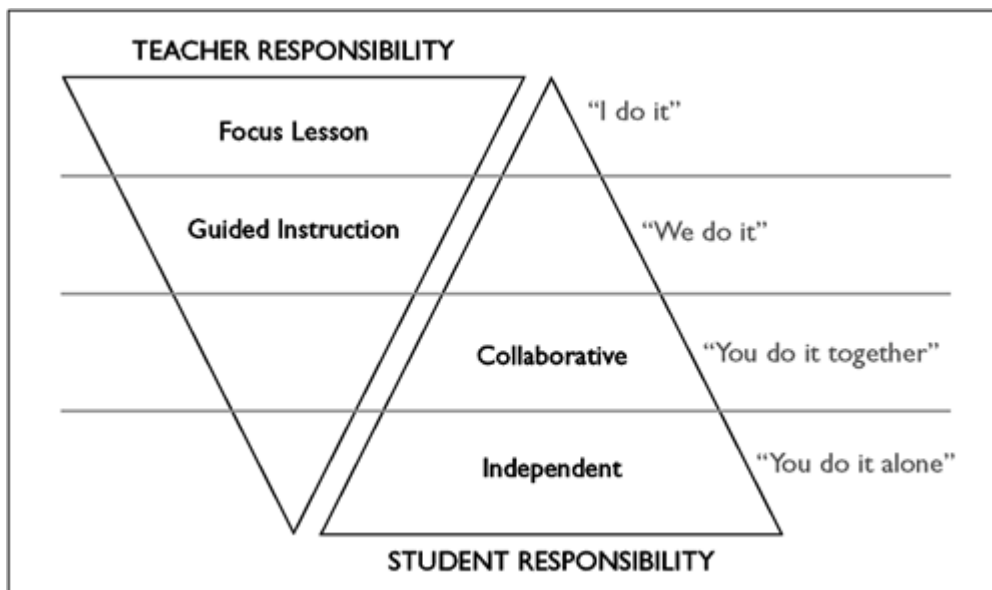 TEACHER RESPONSIBILITY
Focus Lesson
“I do it”
Guided Instruction
“We do it”
Collaborative
“You do it together”
Independent
“You do it alone”
STUDENT RESPONSIBILITY